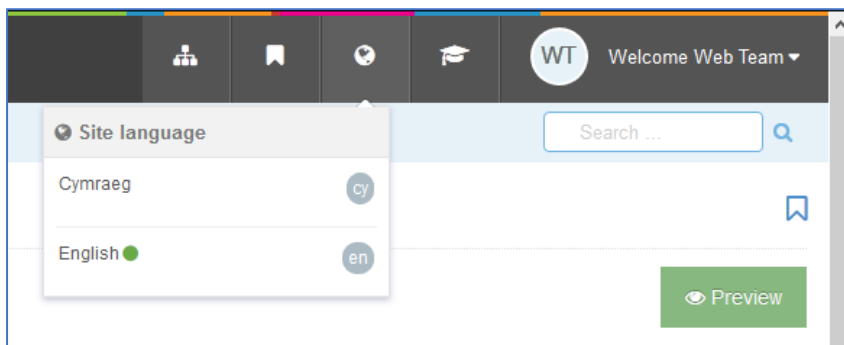 WT Welcome Web Team
Site language
Search ...
Cymraeg cy
English en
Preview